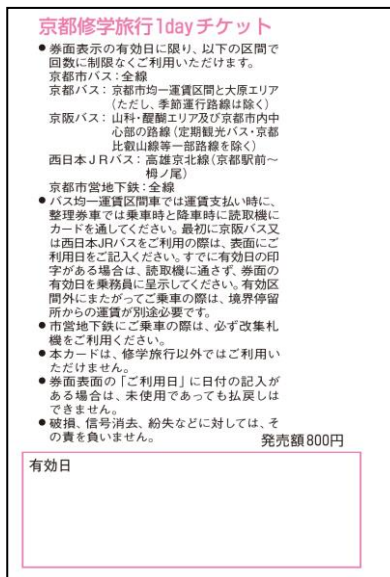 京都修学旅行1dayチケット
●券面表示の有効日に限り、以下の区間で
回数に制限なくご利用いただけます。
京都市バス:全線
京都バス:京都市均一運賃区間と大原エリア
(ただし、季節運行路線は除く)
京阪バス:山科・醍醐エリア及び京都市内中
心部の路線(定期観光バス・京都
比叡山線等一部路線を除く)
西日本JRバス:高雄京北線(京都駅前~
栂ノ尾)
京都市営地下鉄:全線
●バス均一運賃区間車では運賃支払い時に、
整理券車では乗車時と降車時に読取機に
カードを通してください。最初に京阪バス又
は西日本JRバスをご利用の際は、表面にご
利用日をご記入ください。すでに有効日の印
字がある場合は、読取機に通さず、券面の
有効日を乗務員に呈示してください。有効区
間外にまたがってご乗車の際は、境界停留
所からの運賃が別途必要です。
●市営地下鉄にご乗車の際は、必ず改集札
機をご利用ください。
●本カードは、修学旅行以外ではご利用い
ただけません。
●券面表面の「ご利用日」に日付の記入が
ある場合は、未使用であっても払戻しは
できません。
●破損、信号消去、紛失などに対しては、そ
の責を負いません。
発売額800円
有効日